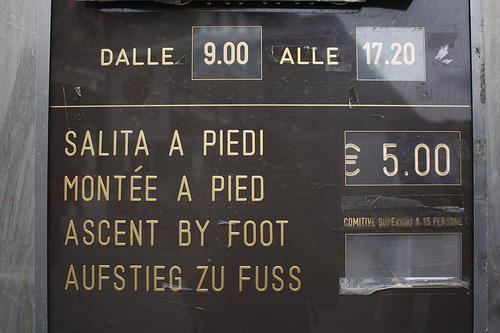 DALLE 9.00 ALLE 17.20
SALITA A PIEDI
€ 5.00
MONTÉE A PIED
ASCENT BY FOOT
COMITIVE SUPERIORI A 15 PERSONE
AUFSTIEG ZU FUSS